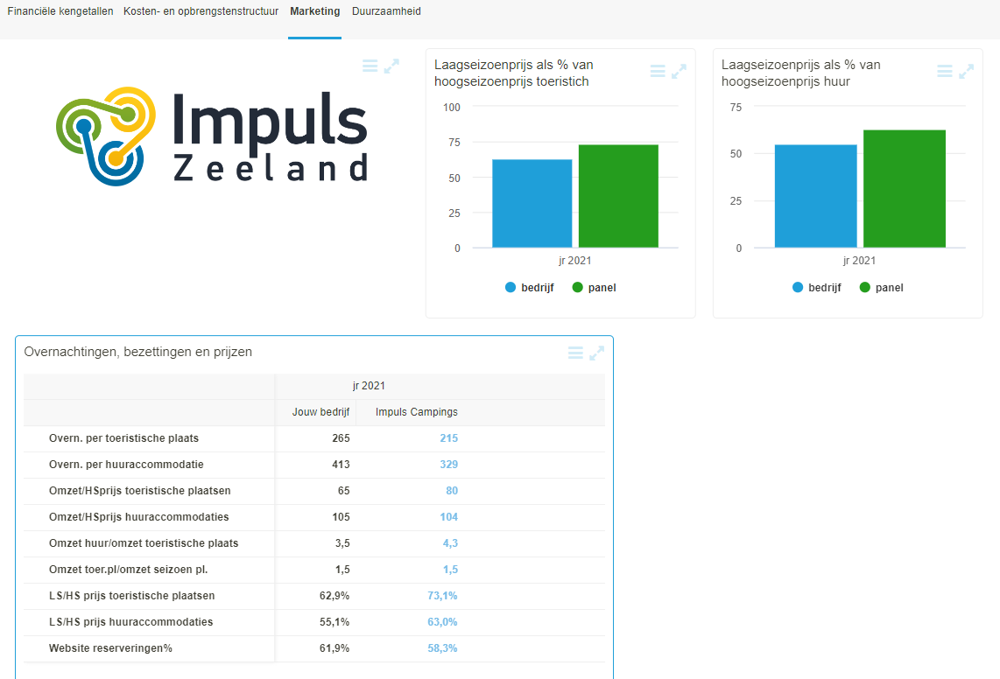 Financiële kengetallen Kosten- en opbrengstenstructuur Marketing Duurzaamheid
Impuls
Zeeland
Laagseizoenprijs als % van
hoogseizoenprijs toeristich
100
75
50
25
0
jr 2021
bedrijf panel
Laagseizoenprijs als % van
hoogseizoenprijs huur
75
50
25
0
jr 2021
bedrijf panel
Overnachtingen, bezettingen en prijzen
jr 2021
Jouw bedrijf Impuls Campings
Overn. per toeristische plaats 265 215
Overn. per huuraccommodatie 413 329
Omzet/HSprijs toeristische plaatsen 65 80
Omzet/HSprijs huuraccommodaties 105 104
Omzet huur/omzet toeristische plaats 3,5 4,3
Omzet toer.pl/omzet seizoen pl. 1,5 1,5
LS/HS prijs toeristische plaatsen 62,9% 73,1%
LS/HS prijs huuraccommodaties 55,1% 63,0%
Website reserveringen% 61,9% 58,3%